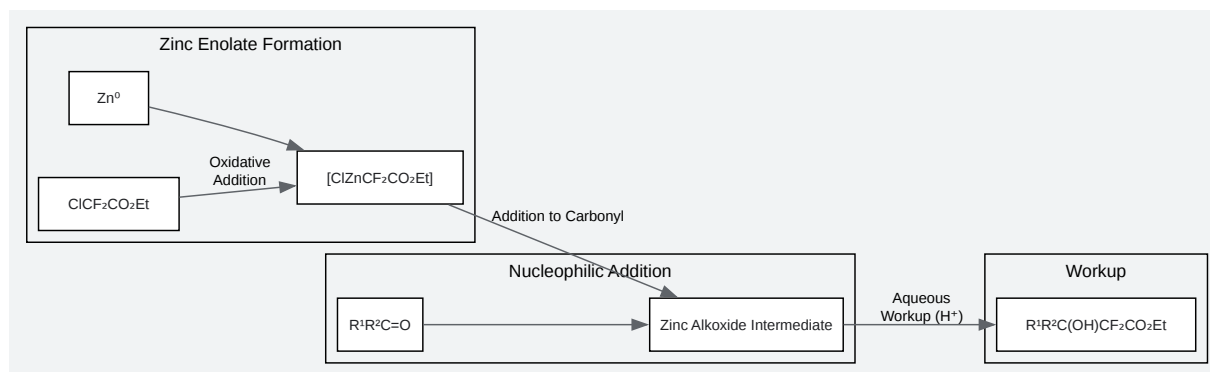 Zinc Enolate Formation
Zn⁰
Oxidative
Addition
ClCF₂CO₂Et
[ClZnCF₂CO₂Et]
Addition to Carbonyl
Nucleophilic Addition
R¹R²C=O
Zinc Alkoxide Intermediate
Aqueous
Workup (H⁺)
Workup
R¹R²C(OH)CF₂CO₂Et